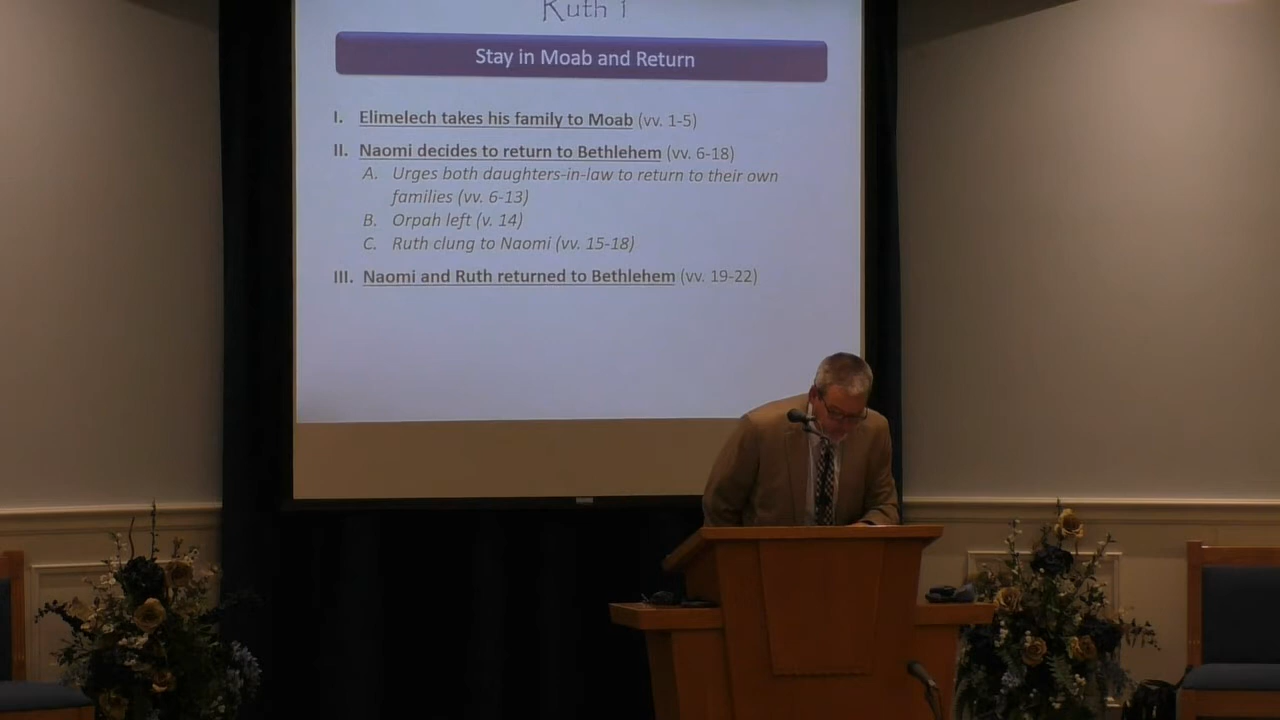 Ruth 1
Stay in Moab and Return
I. Elimelech takes his family to Moab (vv. 1-5)
II. Naomi decides to return to Bethlehem (vv. 6-18)
A. Urges both daughters-in-law to return to their own
families (vv. 6-13)
B. Orpah left (v. 14)
C. Ruth clung to Naomi (vv. 15-18)
III. Naomi and Ruth returned to Bethlehem (vv. 19-22)